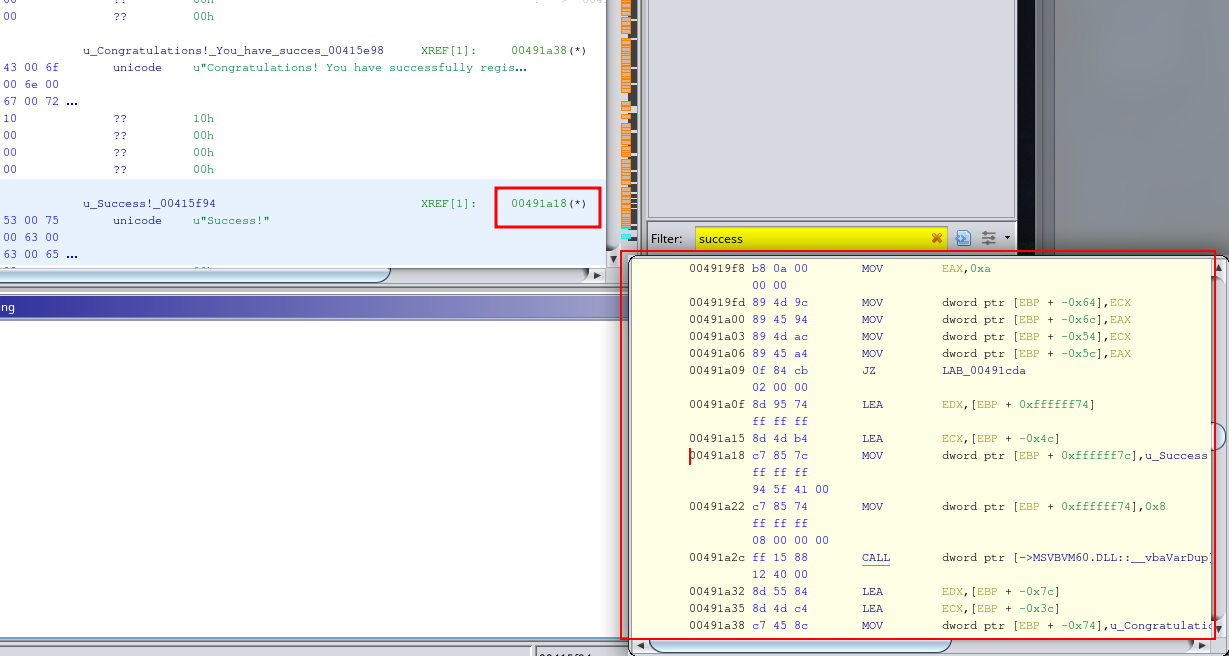 00 ?? 00h
00 ?? 00h
u_Congratulations!_You_have_succes_00415e98 XREF[1]: 00491a38(*)
43 00 6f unicode u"Congratulations! You have successfully regis...
00 6e 00
67 00 72 ...
10 ?? 10h
00 ?? 00h
00 ?? 00h
00 ?? 00h
u_Success!_00415f94 XREF[1]: 00491a18(*)
53 00 75 unicode u"Success!"
00 63 00
63 00 65 ...
ng
Filter: success
004919f8 b8 0a 00 MOV EAX,0xa
00 00
004919fd 89 4d 9c MOV dword ptr [EBP + -0x64],ECX
00491a00 89 45 94 MOV dword ptr [EBP + -0x6c],EAX
00491a03 89 4d ac MOV dword ptr [EBP + -0x54],ECX
00491a06 89 45 a4 MOV dword ptr [EBP + -0x5c],EAX
00491a09 0f 84 cb JZ LAB_00491cda
02 00 00
00491a0f 8d 95 74 LEA EDX,[EBP + 0xffffff74]
ff ff ff
00491a15 8d 4d b4 LEA ECX,[EBP + -0x4c]
00491a18 c7 85 7c MOV dword ptr [EBP + 0xffffff7c],u_Success
ff ff ff
94 5f 41 00
00491a22 c7 85 74 MOV dword ptr [EBP + 0xffffff74],0x8
ff ff ff
08 00 00 00
00491a2c ff 15 88 CALL dword ptr [->MSVBVM60.DLL::__vbaVarDup]
12 40 00
00491a32 8d 55 84 LEA EDX,[EBP + -0x7c]
00491a35 8d 4d c4 LEA ECX,[EBP + -0x3c]
00491a38 c7 45 8c MOV dword ptr [EBP + -0x74],u_Congratulatio